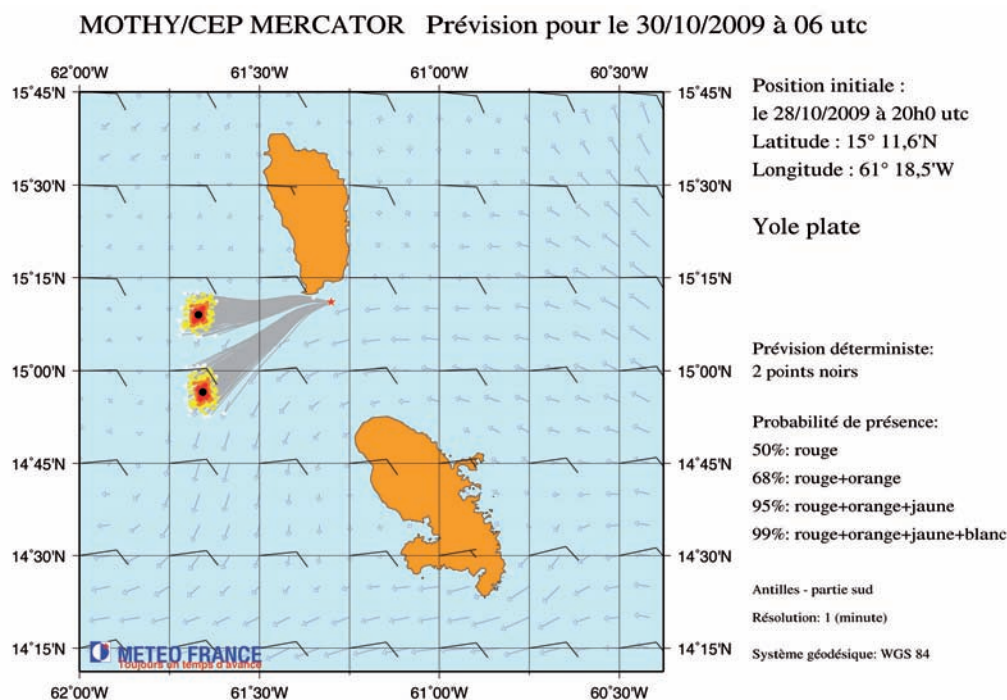 MOTHY/CEP MERCATOR Prévision pour le 30/10/2009 à 06 utc
62°00'W 61°30'W 61°00'W 60°30'W
15°45'N 15°45'N
15°30'N 15°30'N
15°15'N 15°15'N
15°00'N 15°00'N
14°45'N 14°45'N
14°30'N 14°30'N
14°15'N 14°15'N
62°00'W 61°30'W 61°00'W 60°30'W
METEO FRANCE
Toujours un temps d'avance
Position initiale :
le 28/10/2009 à 20h0 utc
Latitude : 15° 11,6'N
Longitude : 61° 18,5'W
Yole plate
Prévision déterministe:
2 points noirs
Probabilité de présence:
50%: rouge
68%: rouge+orange
95%: rouge+orange+jaune
99%: rouge+orange+jaune+blanc
Antilles - partie sud
Résolution: 1 (minute)
Système géodésique: WGS 84